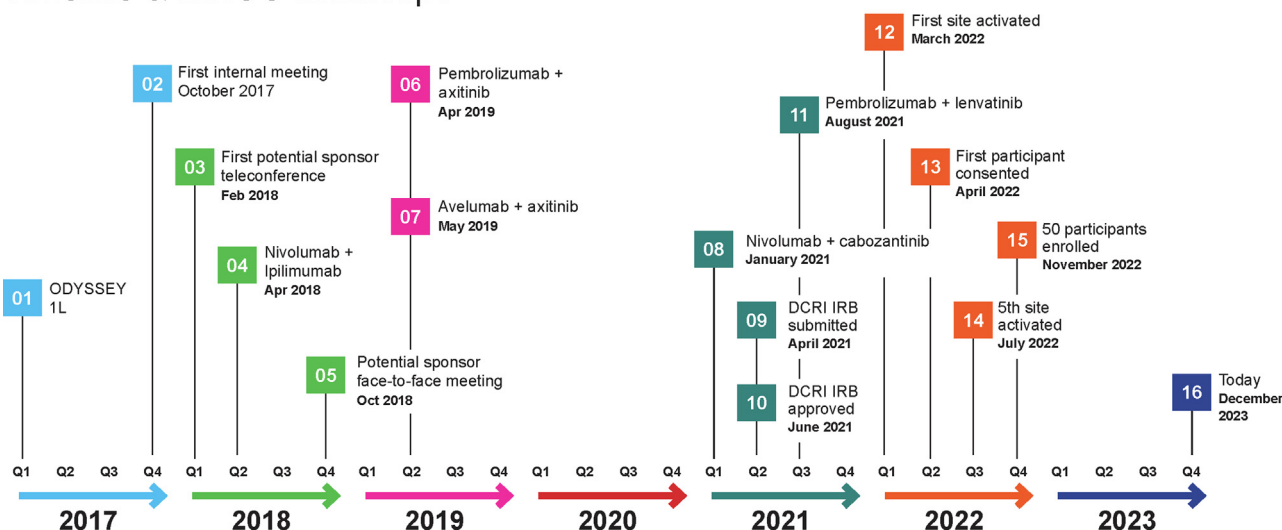 12
First site activated
March 2022
02
First internal meeting
October 2017
06
Pembrolizumab +
axitinib
Apr 2019
11
Pembrolizumab + lenvatinib
August 2021
03
First potential sponsor
teleconference
Feb 2018
13
First participant
consented
April 2022
07
Avelumab + axitinib
May 2019
08
Nivolumab + cabozantinib
January 2021
15
50 participants
enrolled
November 2022
04
Nivolumab +
Ipilimumab
Apr 2018
01
ODYSSEY
1L
09
DCRI IRB
submitted
April 2021
14
5th site
activated
July 2022
05
Potential sponsor
face-to-face meeting
Oct 2018
10
DCRI IRB
approved
June 2021
16
Today
December
2023
Q1 Q2 Q3 Q4 Q1 Q2 Q3 Q4 Q1 Q2 Q3 Q4 Q1 Q2 Q3 Q4 Q1 Q2 Q3 Q4 Q1 Q2 Q3 Q4 Q1 Q2 Q3 Q4
2017 2018 2019 2020 2021 2022 2023